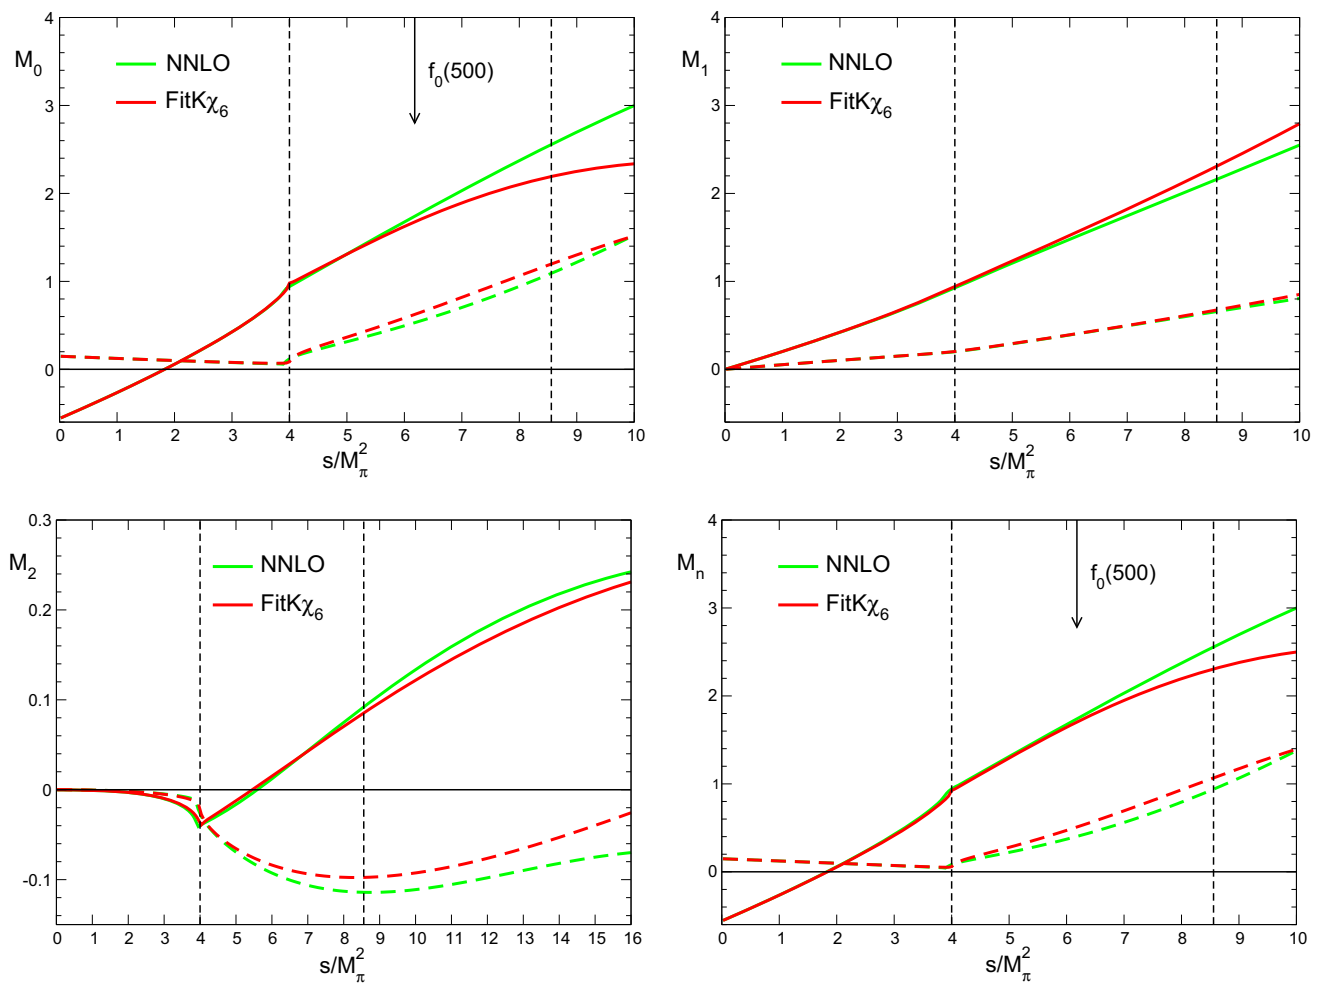 4
M₀
NNLO
FitKχ₆
f₀(500)
3
2
1
0
0 1 2 3 4 5 6 7 8 9 10
s/M_π²
4
M₁
NNLO
FitKχ₆
3
2
1
0
0 1 2 3 4 5 6 7 8 9 10
s/M_π²
0.3
M₂
NNLO
FitKχ₆
0.2
0.1
0
-0.1
0 1 2 3 4 5 6 7 8 9 10 11 12 13 14 15 16
s/M_π²
4
Mₙ
NNLO
FitKχ₆
f₀(500)
3
2
1
0
0 1 2 3 4 5 6 7 8 9 10
s/M_π²